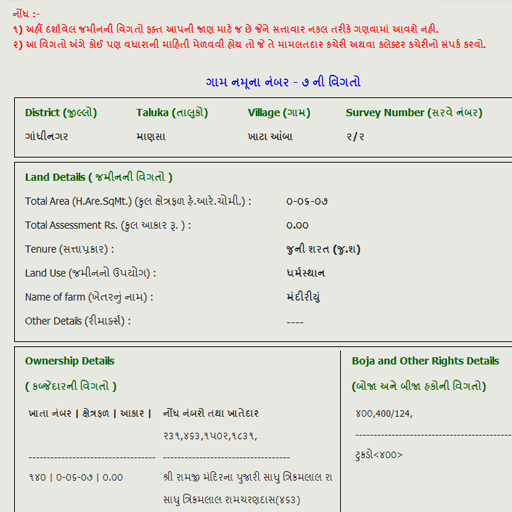 નોંધ :-
૧) અહીં દર્શાવેલ જમીનની વિગતો ફક્ત આપની જાણ માટે જ છે જેને સત્તાવાર નકલ તરીકે ગણવામાં આવશે નહી.
૨) આ વિગતો અંગે કોઈ પણ વધારાની માહિતી મેળવવી હોય તો જે તે મામલતદાર કચેરી અથવા કલેક્ટર કચેરીનો સંપર્ક કરવો.
ગામ નમૂના નંબર - ૭ ની વિગતો
District (જીલ્લો) Taluka (તાલુકો) Village (ગામ) Survey Number (સરવે નંબર)
ગાંધીનગર માણસા ખાટા આંબા ૨/૨
Land Details ( જમીનની વિગતો )
Total Area (H.Are.SqMt.) (કુલ ક્ષેત્રફળ હે.આરે.ચોમી.) : ૦-૦૬-૦૭
Total Assessment Rs. (કુલ આકાર રૂ. ) : ૦.૦૦
Tenure (સત્તાપ્રકાર) : જુની શરત (જુ.શ)
Land Use (જમીનનો ઉપયોગ) : ધર્મસ્થાન
Name of farm (ખેતરનું નામ) : મંદીરીયું
Other Details (રીમાર્ક્સ) : ----
Ownership Details Boja and Other Rights Details
( કબ્જેદારની વિગતો ) (બોજા અને બીજા હકોની વિગતો)
ખાતા નંબર | ક્ષેત્રફળ | આકાર | નોંધ નંબરો તથા ખાતેદાર ૪૦૦,400/124,
૨૩૧,૪૬૩,૧૫૦૨,૧૮૩૧,
-------------------------------- -------------------------------- ----------------------------------------
૧૪૦ | ૦-૦૬-૦૭ | ૦.૦૦ શ્રી રામજી મંદિરના પુજારી સાધુ ત્રિકમલાલ રા ટુકડો<૪૦૦>
સાધુ ત્રિકમલાલ રામચરણદાસ(૪૬૩)